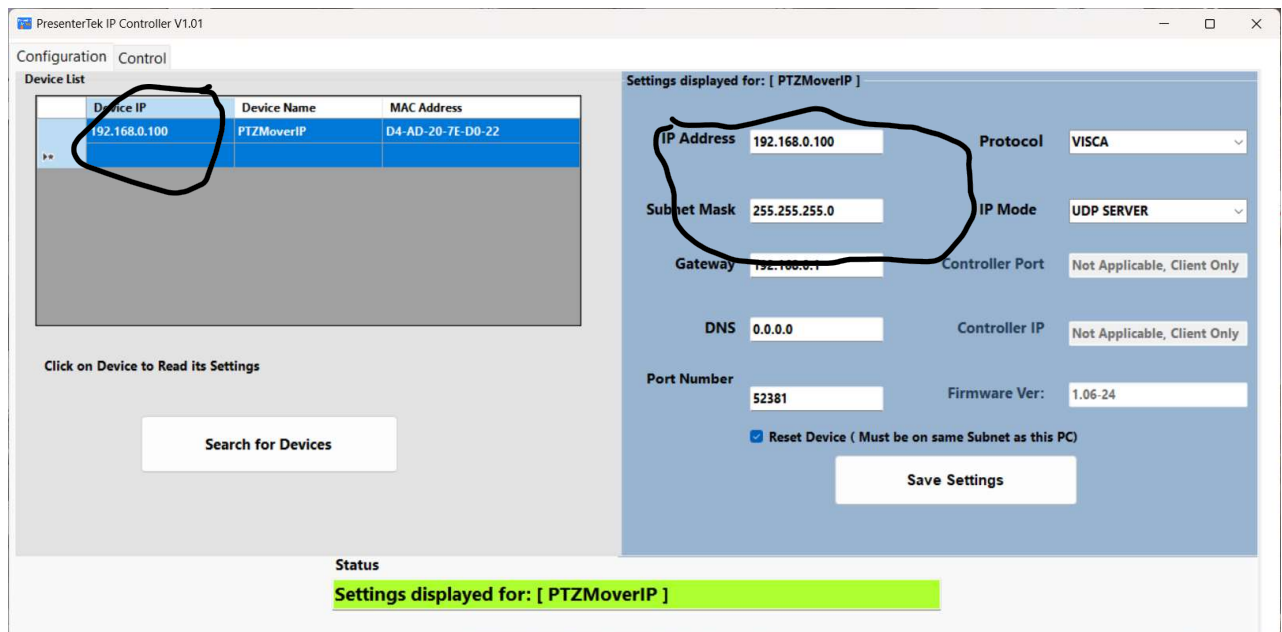 PresenterTek IP Controller V1.01
Configuration Control
Device List
Device IP Device Name MAC Address
192.168.0.100 PTZMoverIP D4-AD-20-7E-D0-22
Click on Device to Read its Settings
Search for Devices
Settings displayed for: [ PTZMoverIP ]
IP Address 192.168.0.100 Protocol VISCA
Subnet Mask 255.255.255.0 IP Mode UDP SERVER
Gateway 192.168.0.1 Controller Port Not Applicable, Client Only
DNS 0.0.0.0 Controller IP Not Applicable, Client Only
Port Number 52381 Firmware Ver: 1.06-24
Reset Device ( Must be on same Subnet as this PC)
Save Settings
Status
Settings displayed for: [ PTZMoverIP ]